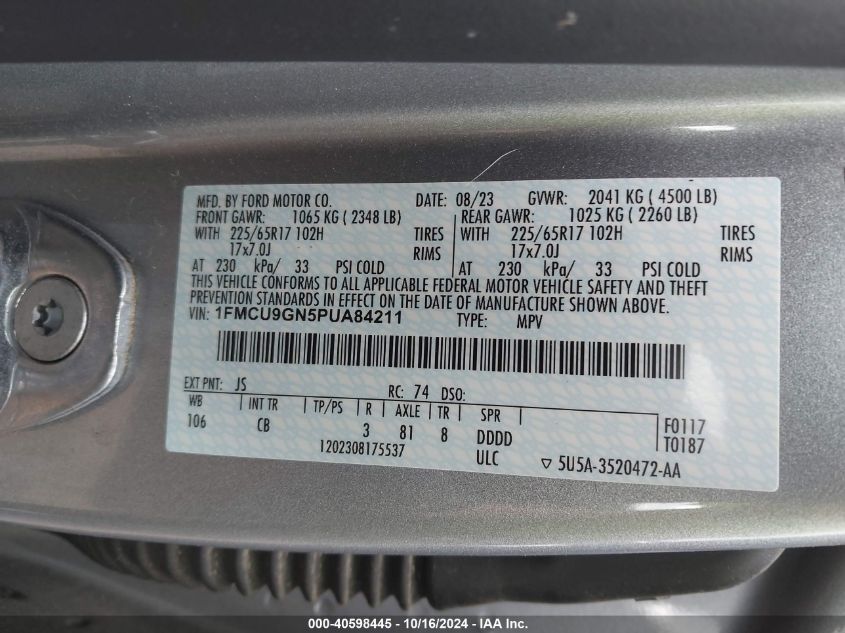 MFD. BY FORD MOTOR CO. DATE: 08/23 GVWR: 2041 KG ( 4500 LB)
FRONT GAWR: 1065 KG ( 2348 LB) REAR GAWR: 1025 KG ( 2260 LB)
WITH 225/65R17 102H TIRES WITH 225/65R17 102H TIRES
17x7.0J RIMS 17x7.0J RIMS
AT 230 kPa/ 33 PSI COLD AT 230 kPa/ 33 PSI COLD
THIS VEHICLE CONFORMS TO ALL APPLICABLE FEDERAL MOTOR VEHICLE SAFETY AND THEFT
PREVENTION STANDARDS IN EFFECT ON THE DATE OF MANUFACTURE SHOWN ABOVE.
VIN: 1FMCU9GN5PUA84211 TYPE: MPV
EXT PNT: JS RC: 74 DSO:
WB INT TR TP/PS R AXLE TR SPR F0117
106 CB 3 81 8 DDDD T0187
1202308175537 ULC ▽ 5U5A-3520472-AA
000-40598445 - 10/16/2024 - IAA Inc.